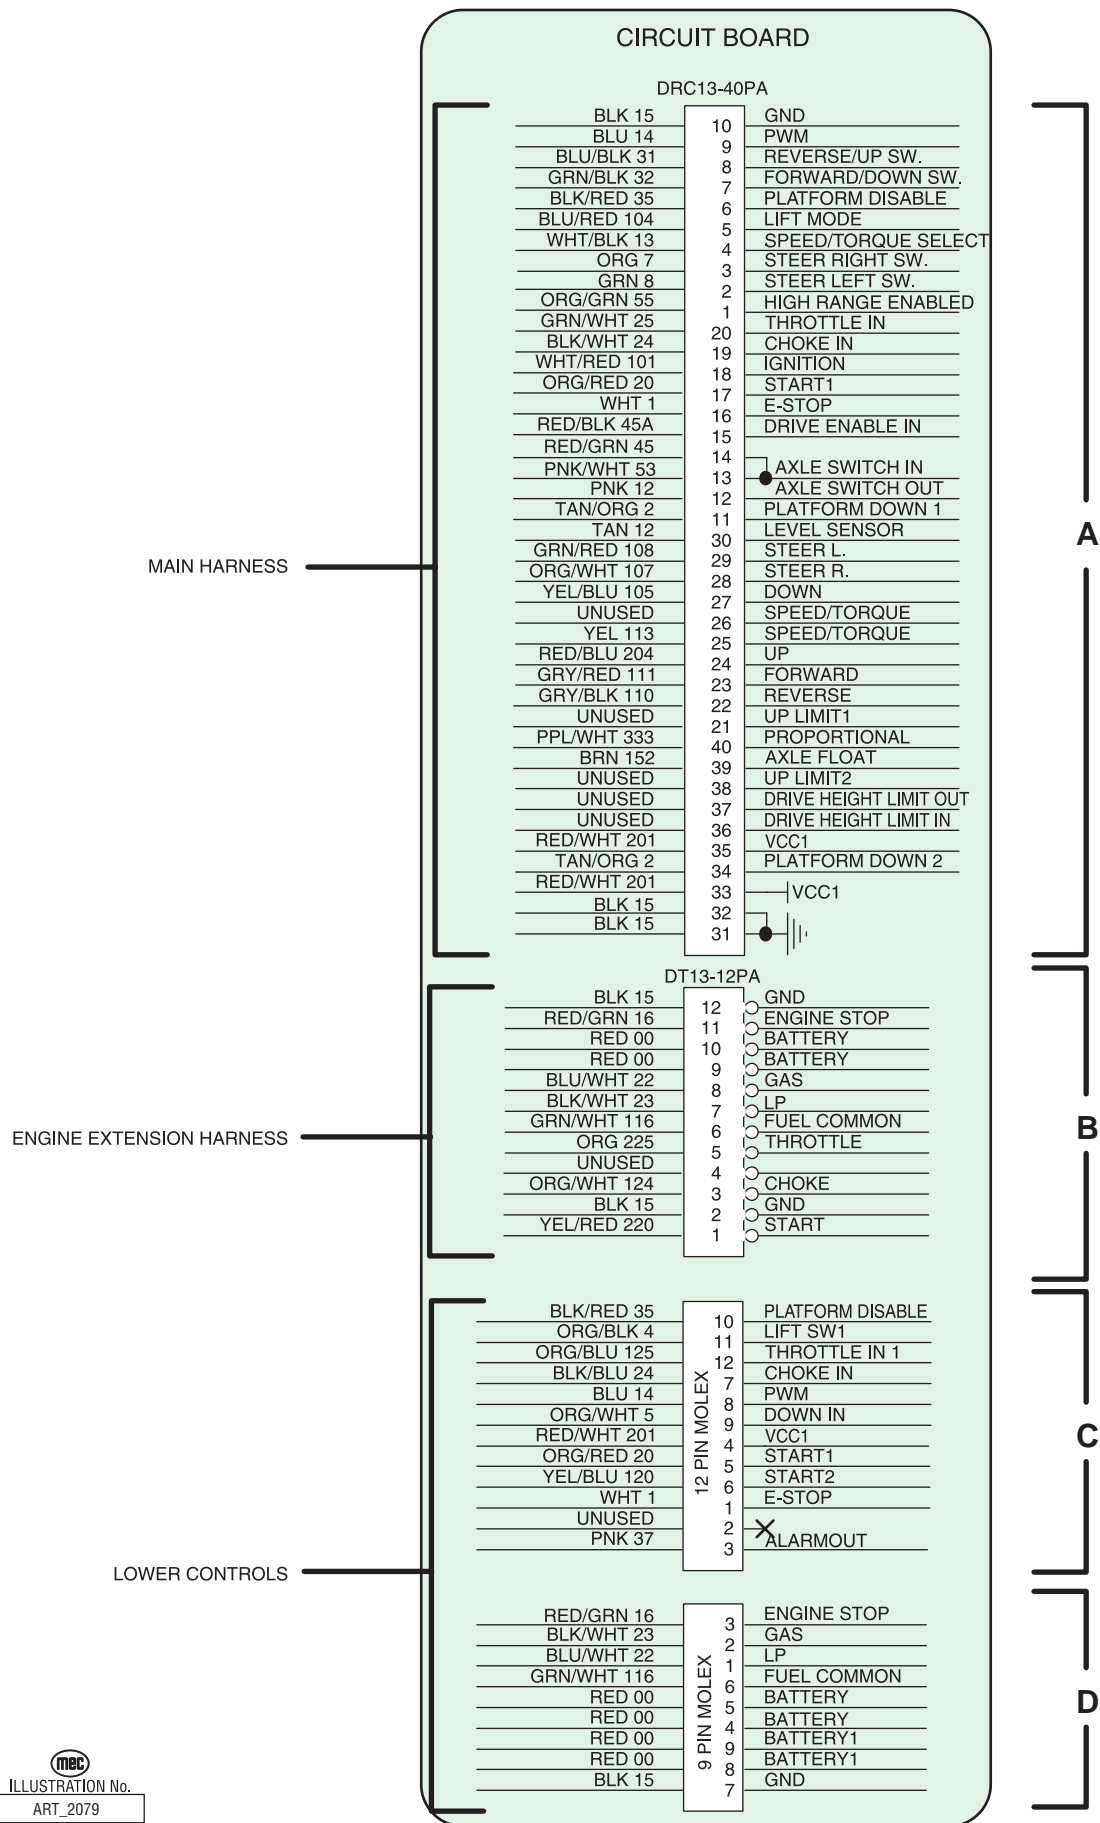 CIRCUIT BOARD
DRC13-40PA
BLK 15 10 GND
BLU 14 9 PWM
BLU/BLK 31 8 REVERSE/UP SW.
GRN/BLK 32 7 FORWARD/DOWN SW.
BLK/RED 35 6 PLATFORM DISABLE
BLU/RED 104 5 LIFT MODE
WHT/BLK 13 4 SPEED/TORQUE SELECT
ORG 7 3 STEER RIGHT SW.
GRN 8 2 STEER LEFT SW.
ORG/GRN 55 1 HIGH RANGE ENABLED
GRN/WHT 25 20 THROTTLE IN
BLK/WHT 24 19 CHOKE IN
WHT/RED 101 18 IGNITION
ORG/RED 20 17 START1
WHT 1 16 E-STOP
RED/BLK 45A 15 DRIVE ENABLE IN
RED/GRN 45 14
PNK/WHT 53 13 AXLE SWITCH IN
PNK 12 12 AXLE SWITCH OUT
TAN/ORG 2 11 PLATFORM DOWN 1
TAN 12 30 LEVEL SENSOR
GRN/RED 108 29 STEER L.
ORG/WHT 107 28 STEER R.
YEL/BLU 105 27 DOWN
UNUSED 26 SPEED/TORQUE
YEL 113 25 SPEED/TORQUE
RED/BLU 204 24 UP
GRY/RED 111 23 FORWARD
GRY/BLK 110 22 REVERSE
UNUSED 21 UP LIMIT1
PPL/WHT 333 40 PROPORTIONAL
BRN 152 39 AXLE FLOAT
UNUSED 38 UP LIMIT2
UNUSED 37 DRIVE HEIGHT LIMIT OUT
UNUSED 36 DRIVE HEIGHT LIMIT IN
RED/WHT 201 35 VCC1
TAN/ORG 2 34 PLATFORM DOWN 2
RED/WHT 201 33 VCC1
BLK 15 32
BLK 15 31
MAIN HARNESS
A
DT13-12PA
BLK 15 12 GND
RED/GRN 16 11 ENGINE STOP
RED 00 10 BATTERY
RED 00 9 BATTERY
BLU/WHT 22 8 GAS
BLK/WHT 23 7 LP
GRN/WHT 116 6 FUEL COMMON
ORG 225 5 THROTTLE
UNUSED 4
ORG/WHT 124 3 CHOKE
BLK 15 2 GND
YEL/RED 220 1 START
ENGINE EXTENSION HARNESS
B
12 PIN MOLEX
BLK/RED 35 10 PLATFORM DISABLE
ORG/BLK 4 11 LIFT SW1
ORG/BLU 125 12 THROTTLE IN 1
BLK/BLU 24 7 CHOKE IN
BLU 14 8 PWM
ORG/WHT 5 9 DOWN IN
RED/WHT 201 4 VCC1
ORG/RED 20 5 START1
YEL/BLU 120 6 START2
WHT 1 1 E-STOP
UNUSED 2
PNK 37 3 ALARMOUT
C
LOWER CONTROLS
9 PIN MOLEX
RED/GRN 16 3 ENGINE STOP
BLK/WHT 23 2 GAS
BLU/WHT 22 1 LP
GRN/WHT 116 6 FUEL COMMON
RED 00 5 BATTERY
RED 00 4 BATTERY
RED 00 9 BATTERY1
RED 00 8 BATTERY1
BLK 15 7 GND
D
mec
ILLUSTRATION No.
ART_2079